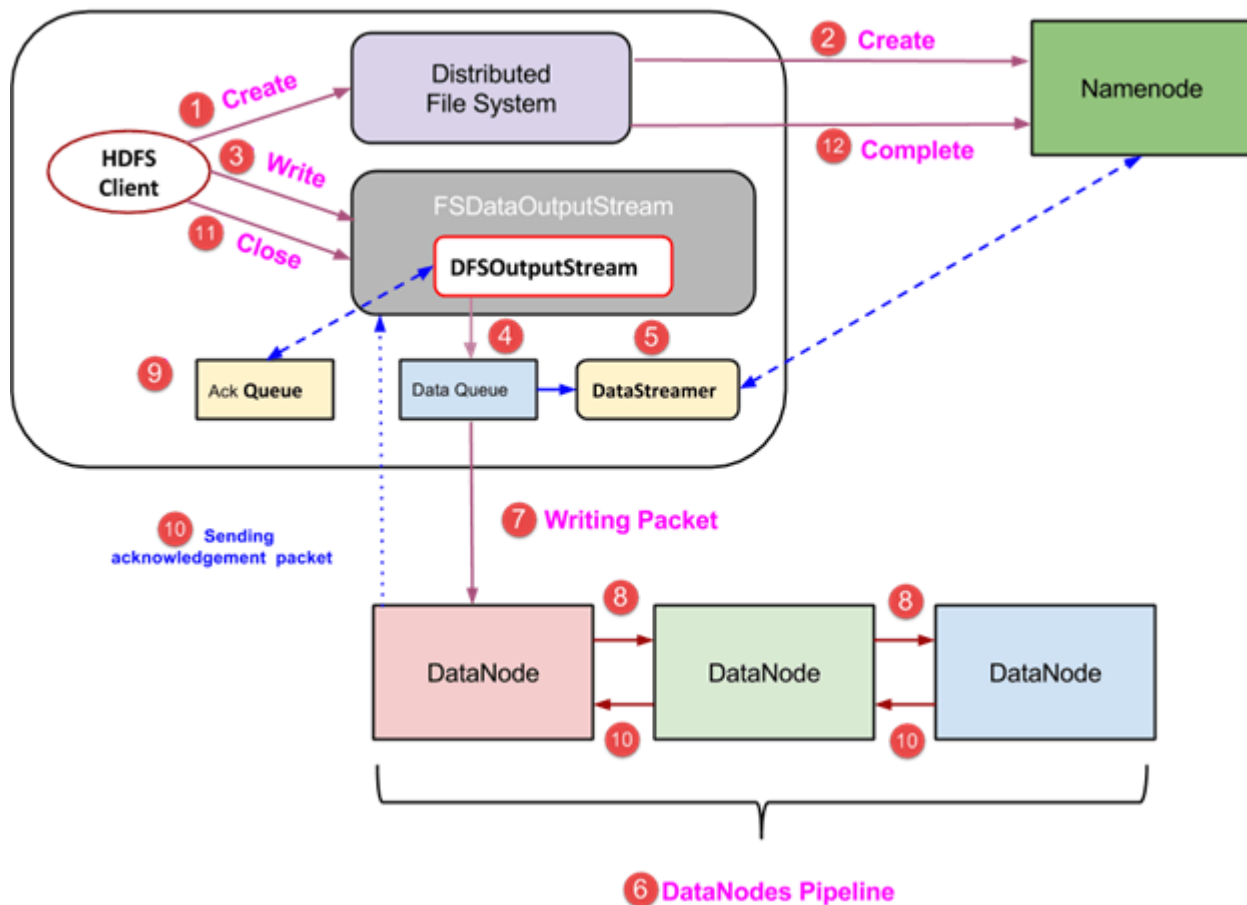 2 Create
Distributed
File System
Namenode
1 Create
12 Complete
HDFS
Client
3 Write
FSDataOutputStream
11 Close
DFSOutputStream
4
5
9
Ack Queue
Data Queue
DataStreamer
7 Writing Packet
10 Sending
acknowledgement packet
8
8
DataNode
DataNode
DataNode
10
10
6 DataNodes Pipeline